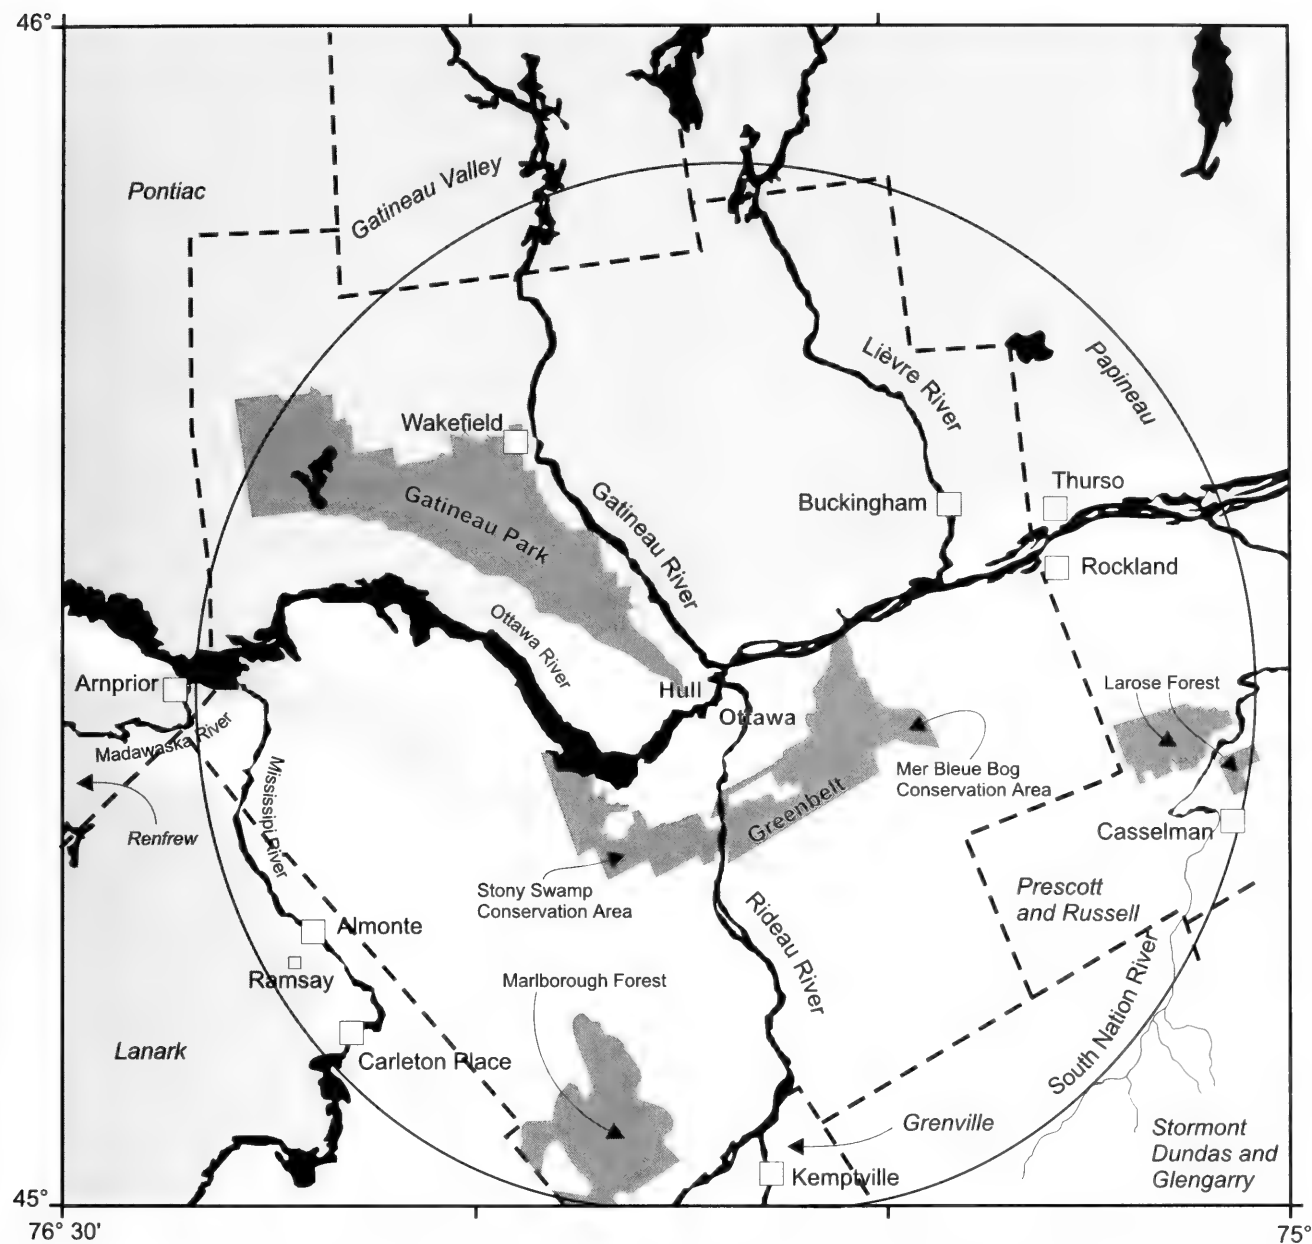 46°
Pontiac
Gatineau Valley
Lièvre River
Papineau
Wakefield
Gatineau Park
Gatineau River
Buckingham
Thurso
Rockland
Ottawa River
Arnprior
Hull
Ottawa
Larose Forest
Madawaska River
Mississipi River
Mer Bleue Bog
Conservation Area
Renfrew
Greenbelt
Casselman
Stony Swamp
Conservation Area
Prescott
and Russell
Almonte
Rideau River
Ramsay
Marlborough Forest
South Nation River
Lanark
Carleton Place
Grenville
Stormont
Dundas and
Glengarry
Kemptville
45°
76° 30'
75°